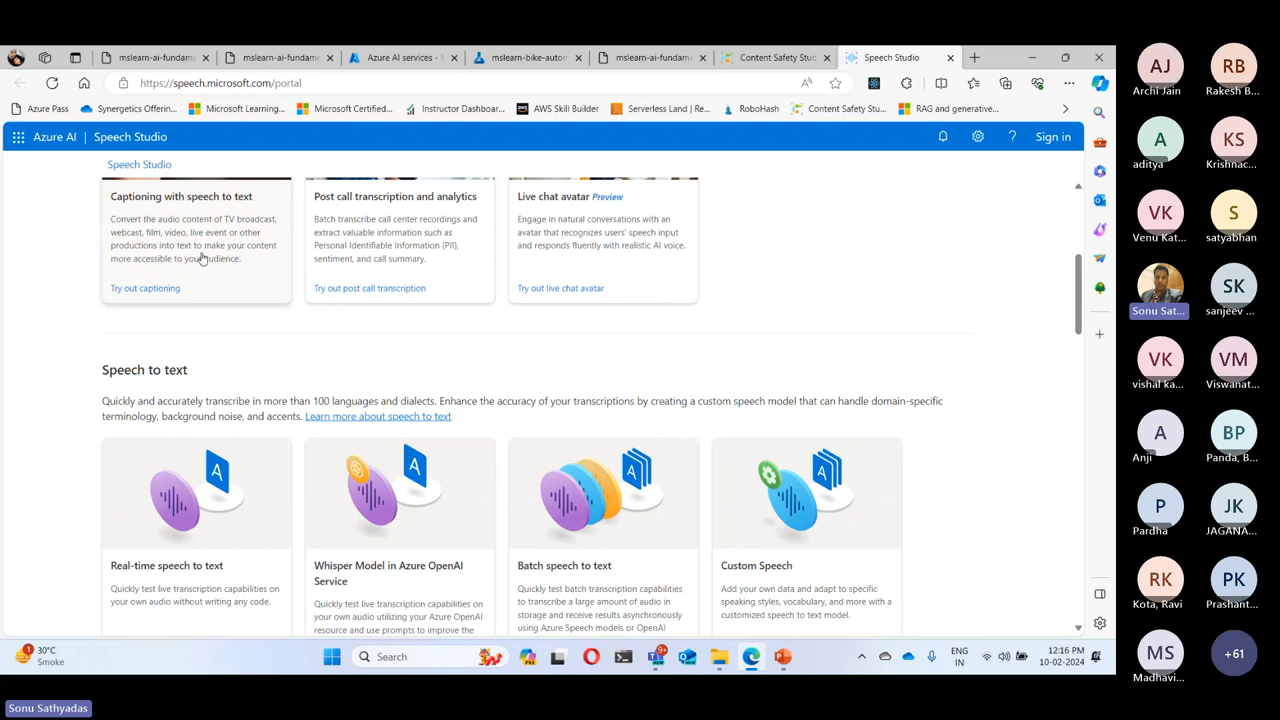 mslearn-ai-fundame
mslearn-ai-fundame
Azure AI services - M
mslearn-bike-auton
mslearn-ai-fundame
Content Safety Stud
Speech Studio
https://speech.microsoft.com/portal
Azure Pass
Synergetics Offerin...
Microsoft Learning...
Microsoft Certified...
Instructor Dashboar...
AWS Skill Builder
Serverless Land | Re...
RoboHash
Content Safety Stu...
RAG and generative...
Azure AI | Speech Studio
Sign in
Speech Studio
Captioning with speech to text
Convert the audio content of TV broadcast,
webcast, film, video, live event or other
productions into text to make your content
more accessible to your audience.
Try out captioning
Post call transcription and analytics
Batch transcribe call center recordings and
extract valuable information such as
Personal Identifiable Information (PII),
sentiment, and call summary.
Try out post call transcription
Live chat avatar Preview
Engage in natural conversations with an
avatar that recognizes users' speech input
and responds fluently with realistic AI voice.
Try out live chat avatar
Speech to text
Quickly and accurately transcribe in more than 100 languages and dialects. Enhance the accuracy of your transcriptions by creating a custom speech model that can handle domain-specific
terminology, background noise, and accents. Learn more about speech to text
Real-time speech to text
Quickly test live transcription capabilities on
your own audio without writing any code.
Whisper Model in Azure OpenAI
Service
Quickly test live transcription capabilities on
your own audio utilizing your Azure OpenAI
resource and use prompts to improve the
Batch speech to text
Quickly test batch transcription capabilities
to transcribe a large amount of audio in
storage and receive results asynchronously
using Azure Speech models or OpenAI
Custom Speech
Add your own data and adapt to specific
speaking styles, vocabulary, and more with a
customized speech to text model.
1
30°C
Smoke
Search
9+
ENG
IN
12:16 PM
10-02-2024
AJ
Archi Jain
RB
Rakesh B...
A
aditya
KS
Krishnac...
VK
Venu Kat...
S
satyabhan
Sonu Sat...
SK
sanjeev ...
VK
vishal ka...
VM
Viswanat...
A
Anji
BP
Panda, B...
P
Pardha
JK
JAGANA...
RK
Kota, Ravi
PK
Prashant...
MS
Madhavi...
+61
Sonu Sathyadas